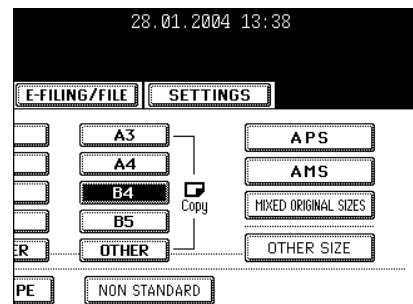 28.01.2004 13:38
E-FILING/FILE SETTINGS
A3 APS
A4 AMS
B4 Copy MIXED ORIGINAL SIZES
B5
ER OTHER OTHER SIZE
PE NON STANDARD